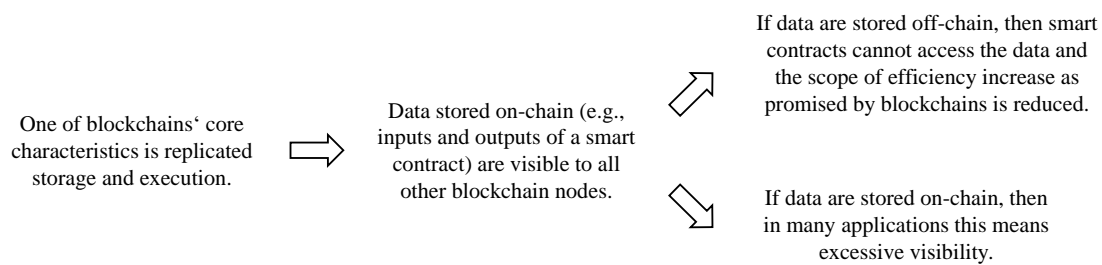 One of blockchains‘ core
characteristics is replicated
storage and execution.
Data stored on-chain (e.g.,
inputs and outputs of a smart
contract) are visible to all
other blockchain nodes.
If data are stored off-chain, then smart
contracts cannot access the data and
the scope of efficiency increase as
promised by blockchains is reduced.
If data are stored on-chain, then
in many applications this means
excessive visibility.